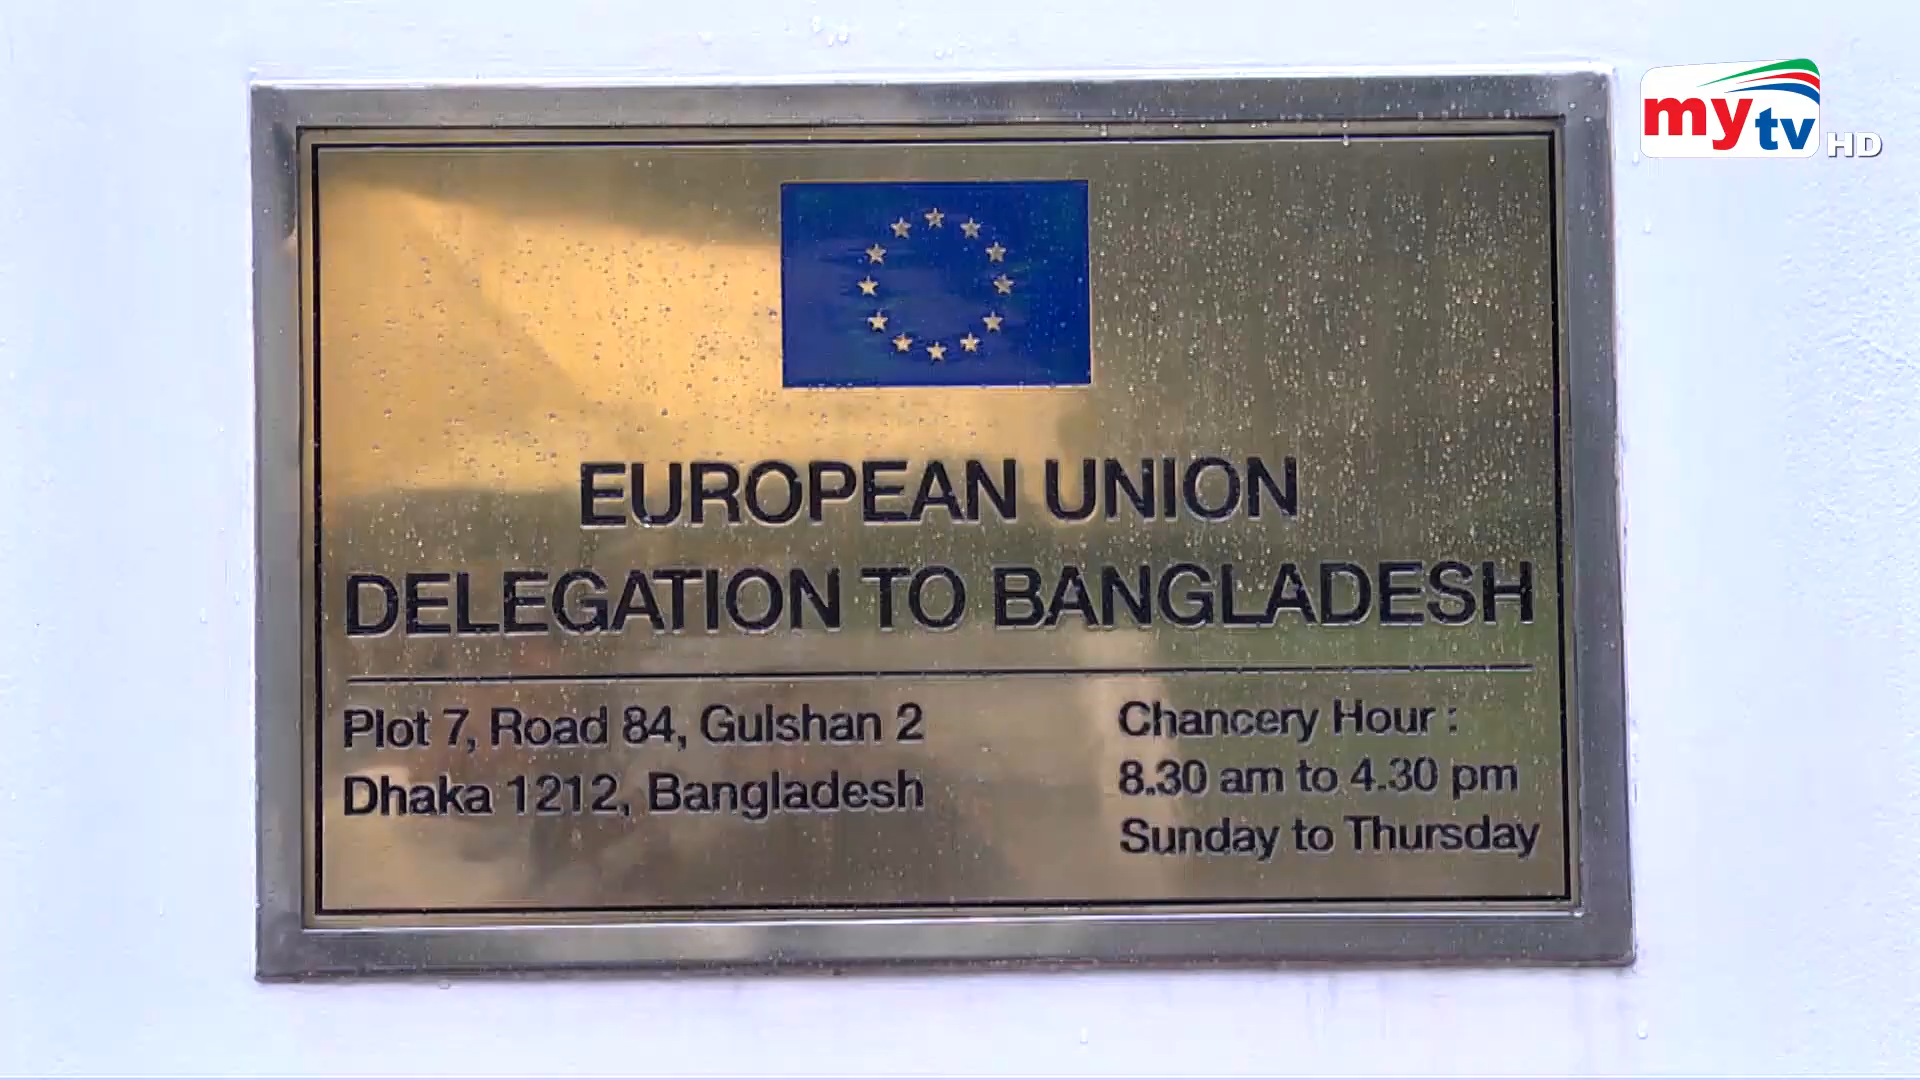 mytv HD
EUROPEAN UNION
DELEGATION TO BANGLADESH
Plot 7, Road 84, Gulshan 2
Dhaka 1212, Bangladesh
Chancery Hour :
8.30 am to 4.30 pm
Sunday to Thursday